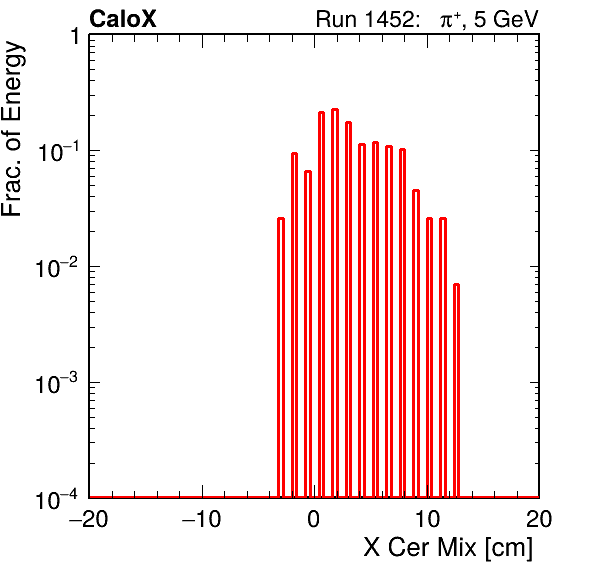 CaloX Run 1452: π⁺, 5 GeV
Frac. of Energy
1
10⁻¹
10⁻²
10⁻³
10⁻⁴
−20 −10 0 10 20
X Cer Mix [cm]